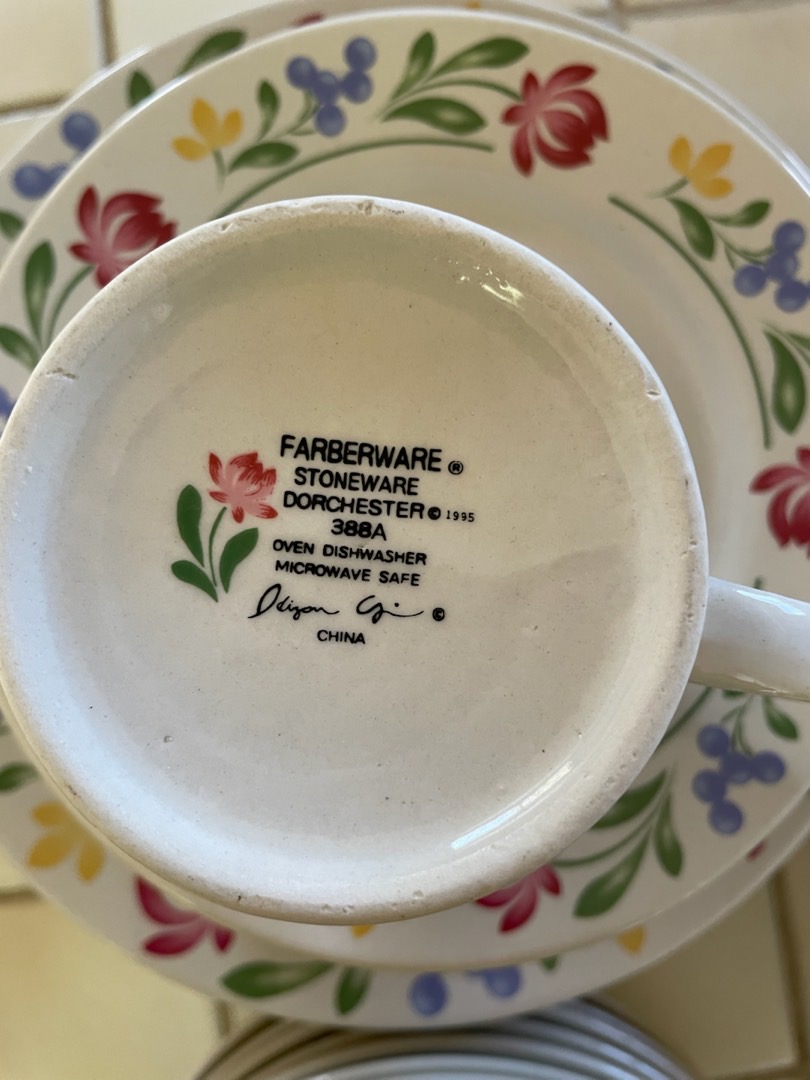 FARBERWARE ®
STONEWARE
DORCHESTER © 1995
388A
OVEN DISHWASHER
MICROWAVE SAFE
©
CHINA